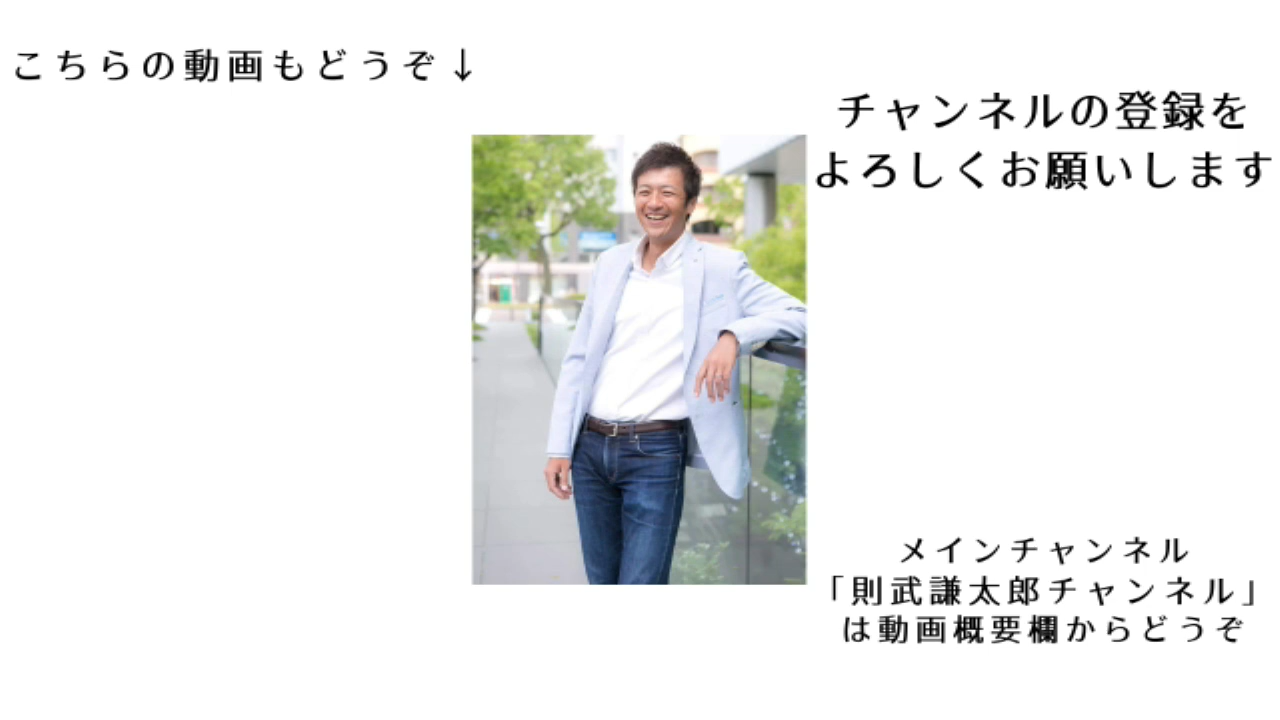 こちらの動画もどうぞ↓
チャンネルの登録を
よろしくお願いします
メインチャンネル
「則武謙太郎チャンネル」
は動画概要欄からどうぞ